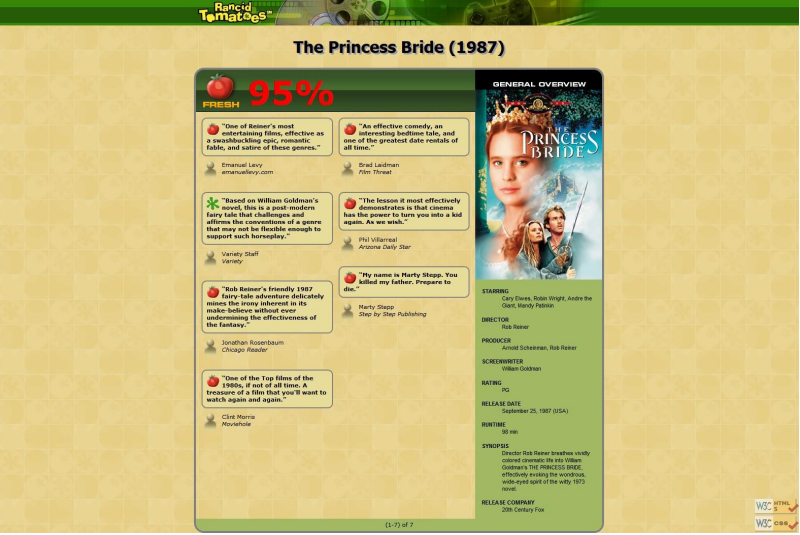 Rancid
Tomatoes™
The Princess Bride (1987)
FRESH
95%
"One of Reiner's most
entertaining films, effective as
a swashbuckling epic, romantic
fable, and satire of these genres."
Emanuel Levy
emanuellevy.com
"Based on William Goldman's
novel, this is a post-modern
fairy tale that challenges and
affirms the conventions of a genre
that may not be flexible enough to
support such horseplay."
Variety Staff
Variety
"Rob Reiner's friendly 1987
fairy-tale adventure delicately
mines the irony inherent in its
make-believe without ever
undermining the effectiveness of
the fantasy."
Jonathan Rosenbaum
Chicago Reader
"One of the Top films of the
1980s, if not of all time. A
treasure of a film that you'll want to
watch again and again."
Clint Morris
Moviehole
"An effective comedy, an
interesting bedtime tale, and
one of the greatest date rentals of
all time."
Brad Laidman
Film Threat
"The lesson it most effectively
demonstrates is that cinema
has the power to turn you into a kid
again. As we wish."
Phil Villarreal
Arizona Daily Star
"My name is Marty Stepp. You
killed my father. Prepare to
die."
Marty Stepp
Step by Step Publishing
GENERAL OVERVIEW
MGM
THE
PRINCESS
BRIDE
STARRING
Cary Elwes, Robin Wright, Andre the
Giant, Mandy Patinkin
DIRECTOR
Rob Reiner
PRODUCER
Arnold Scheinman, Rob Reiner
SCREENWRITER
William Goldman
RATING
PG
RELEASE DATE
September 25, 1987 (USA)
RUNTIME
98 min
SYNOPSIS
Director Rob Reiner breathes vividly
colored cinematic life into William
Goldman's THE PRINCESS BRIDE,
effectively evoking the wondrous,
wide-eyed spirit of the witty 1973
novel.
RELEASE COMPANY
20th Century Fox
(1-7) of 7
W3C HTML
5
W3C CSS